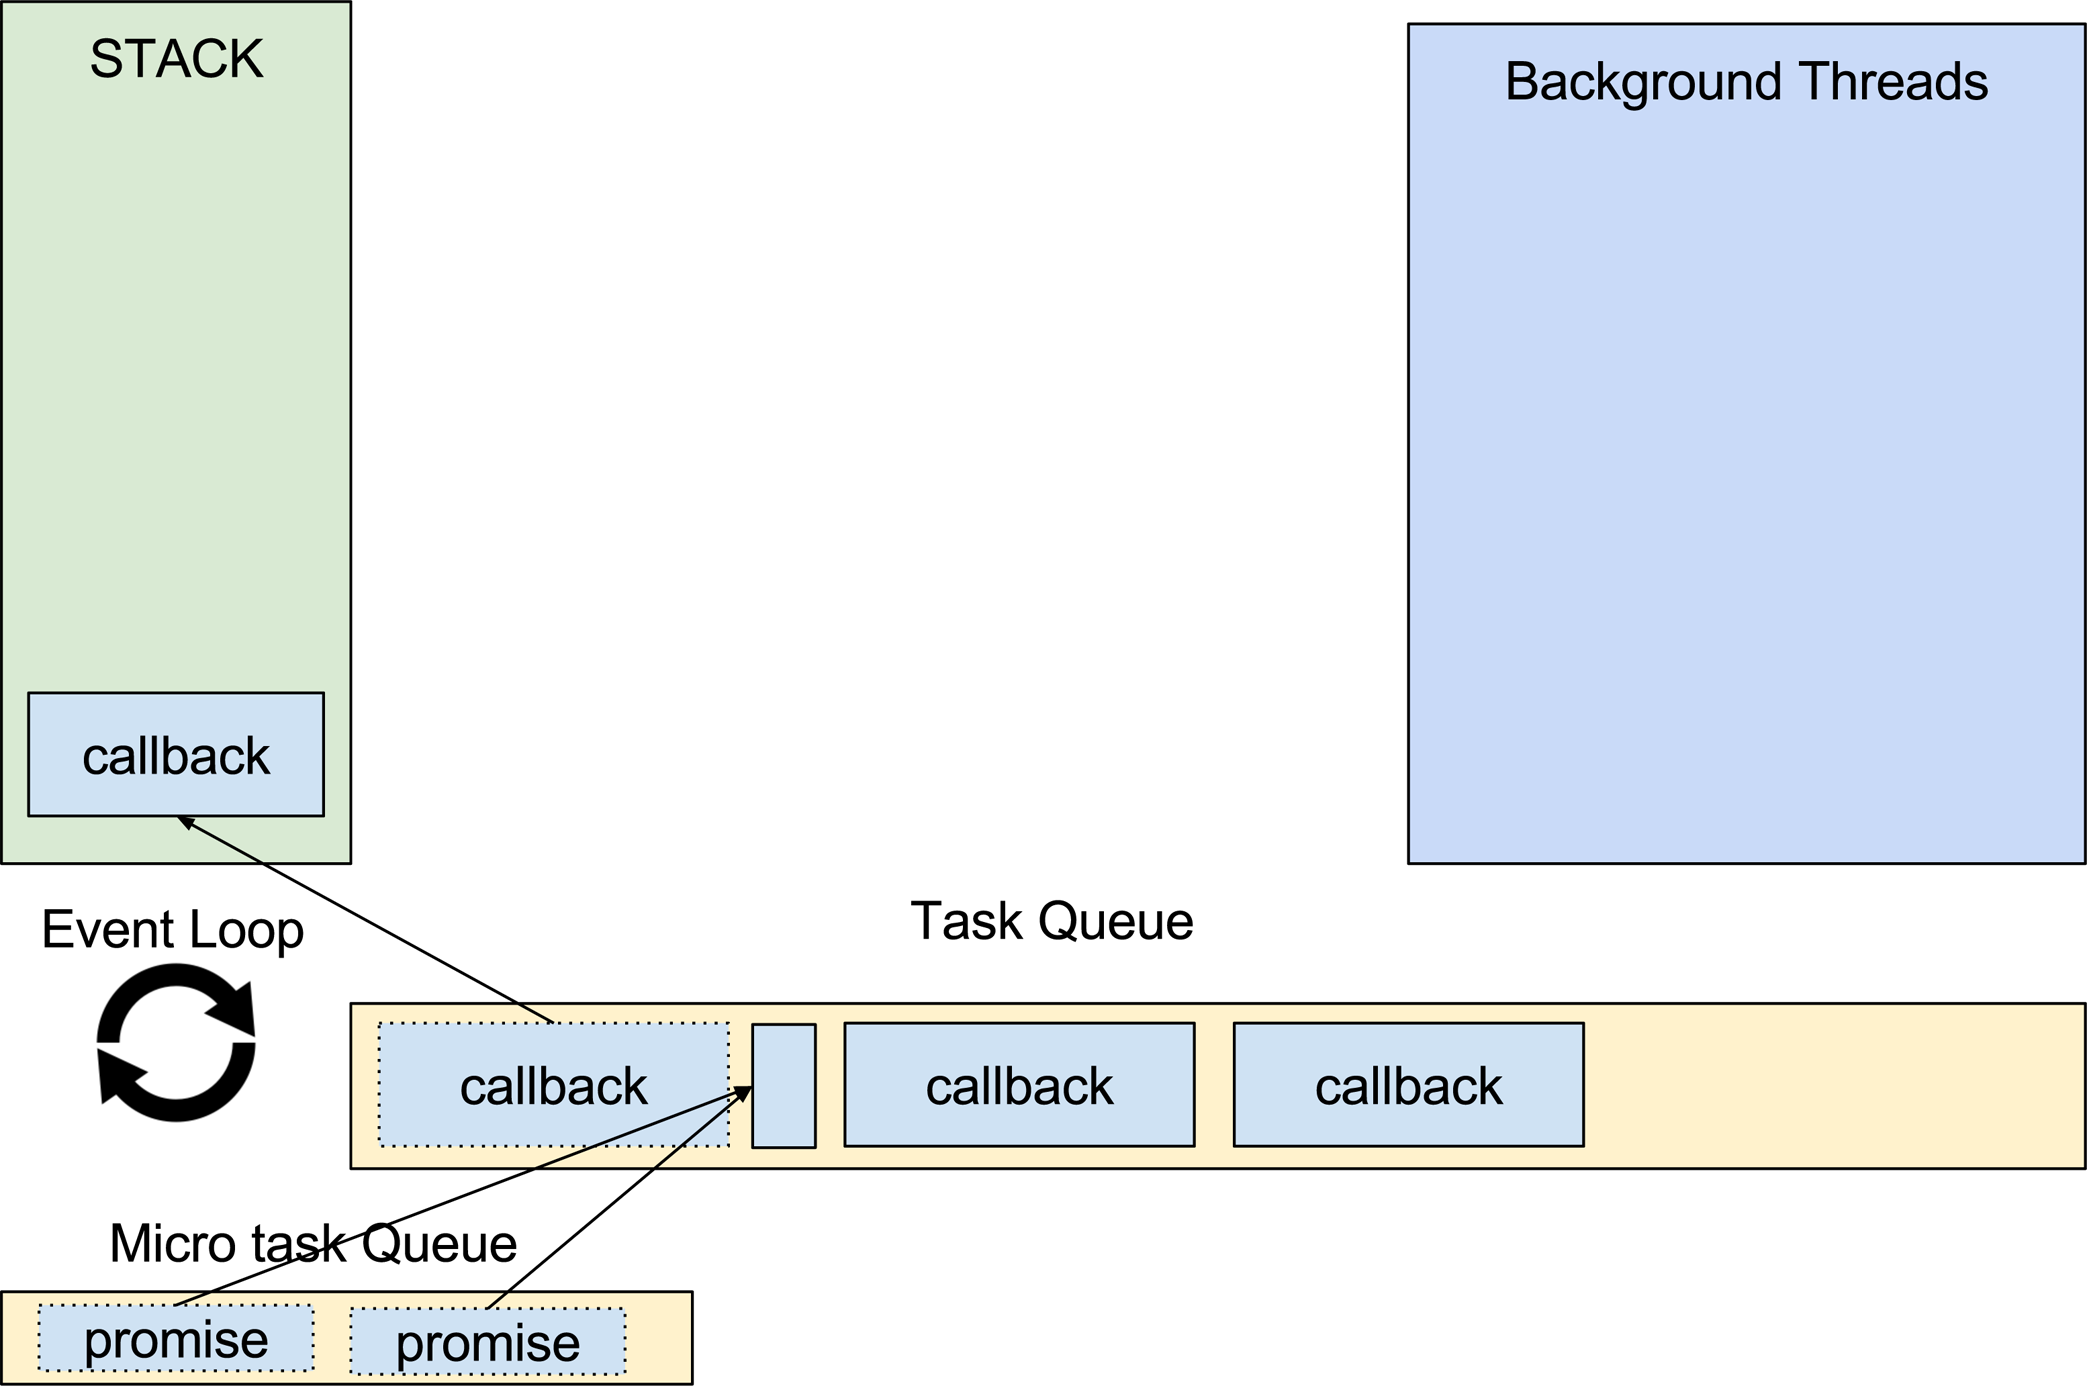 STACK
Background Threads
callback
Event Loop
Task Queue
callback
callback
callback
Micro task Queue
promise
promise